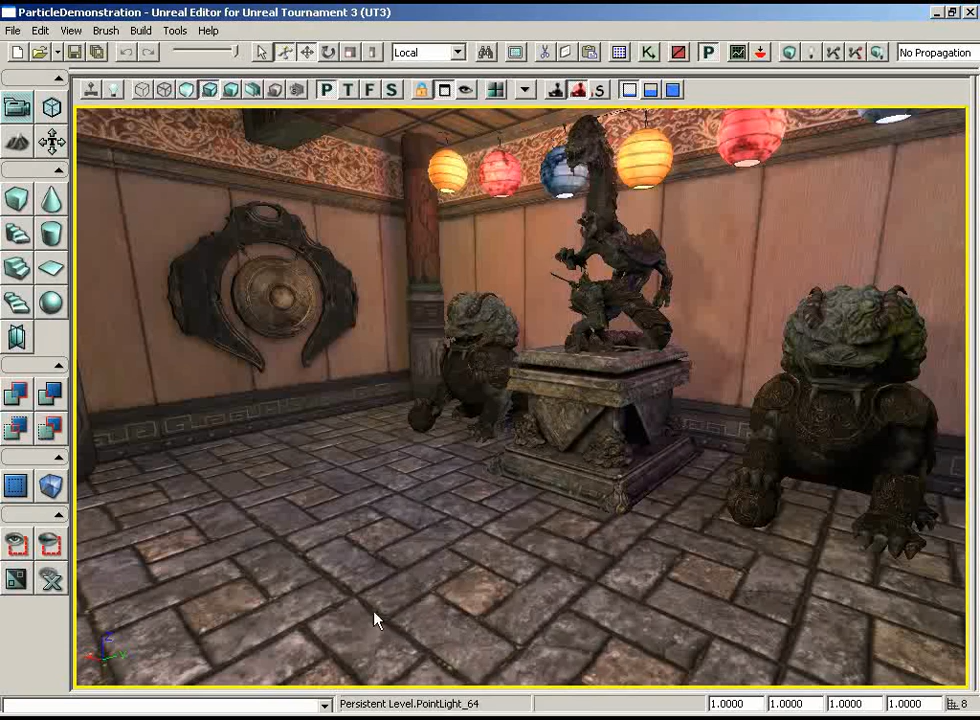 ParticleDemonstration - Unreal Editor for Unreal Tournament 3 (UT3)
File Edit View Brush Build Tools Help
Local P No Propagation
P T F S S
Persistent Level.PointLight_64 1.0000 1.0000 1.0000 1.0000 8